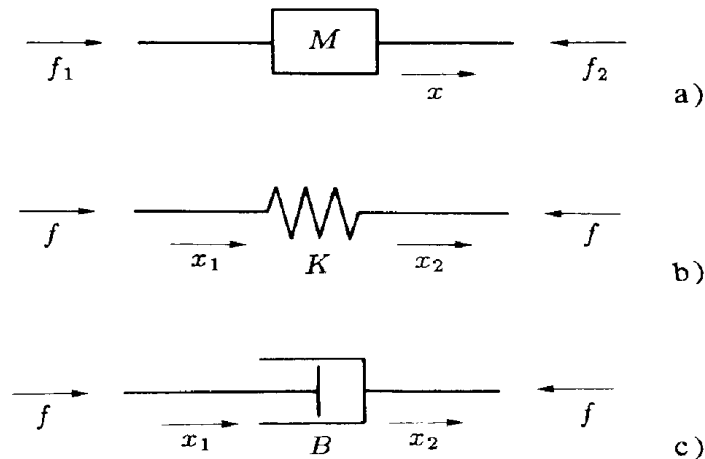 M
f₁ x f₂ a)
f x₁ K x₂ f b)
f x₁ B x₂ f c)